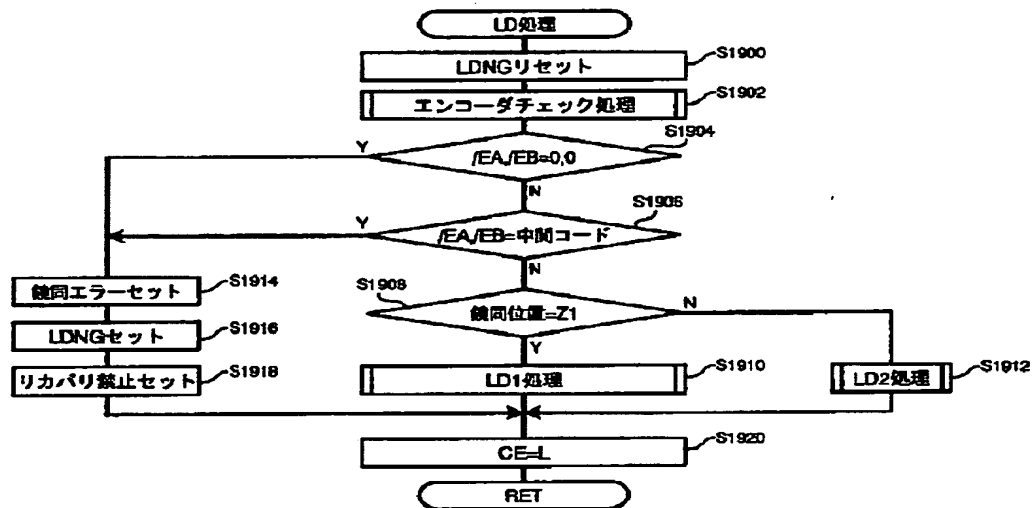 LD処理
LDNGリセット
S1900
エンコーダチェック処理
S1902
/EA,/EB=0,0
S1904
Y
N
/EA,/EB=中間コード
S1906
Y
N
鏡同位置=Z1
S1908
N
Y
鏡同エラーセット
S1914
LDNGセット
S1916
リカバリ禁止セット
S1918
LD1処理
S1910
LD2処理
S1912
CE=L
S1920
RET